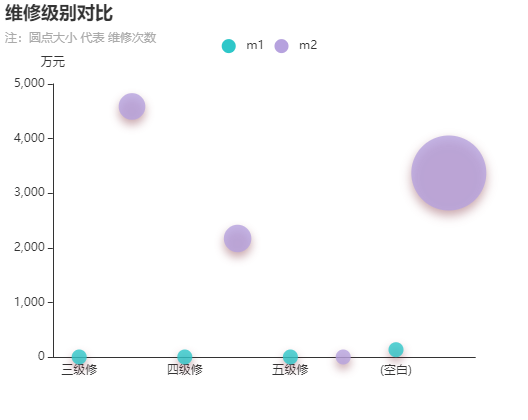 维修级别对比
注：圆点大小 代表 维修次数
m1 m2
万元
5,000
4,000
3,000
2,000
1,000
0
三级修 四级修 五级修 (空白)